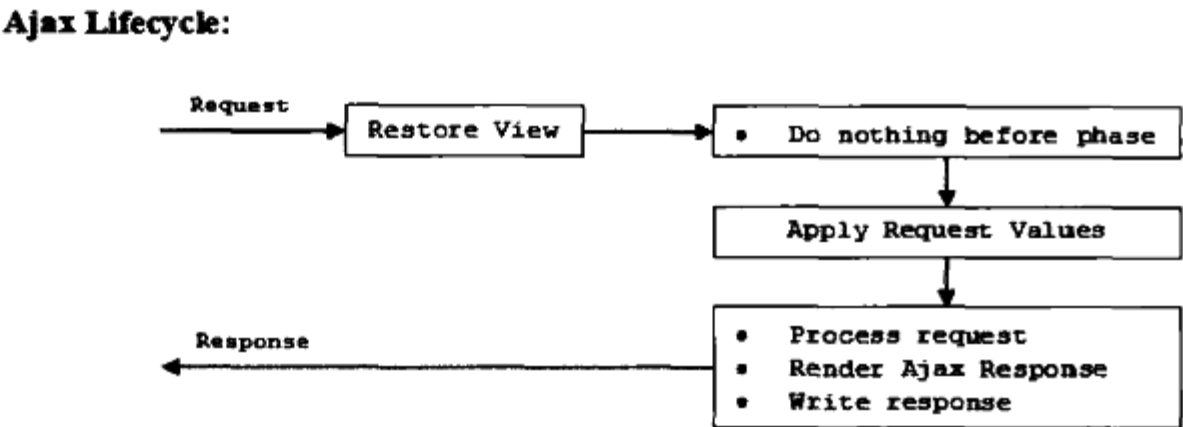 Ajax Lifecycle:
Request
Restore View
• Do nothing before phase
Apply Request Values
• Process request
• Render Ajax Response
• Write response
Response